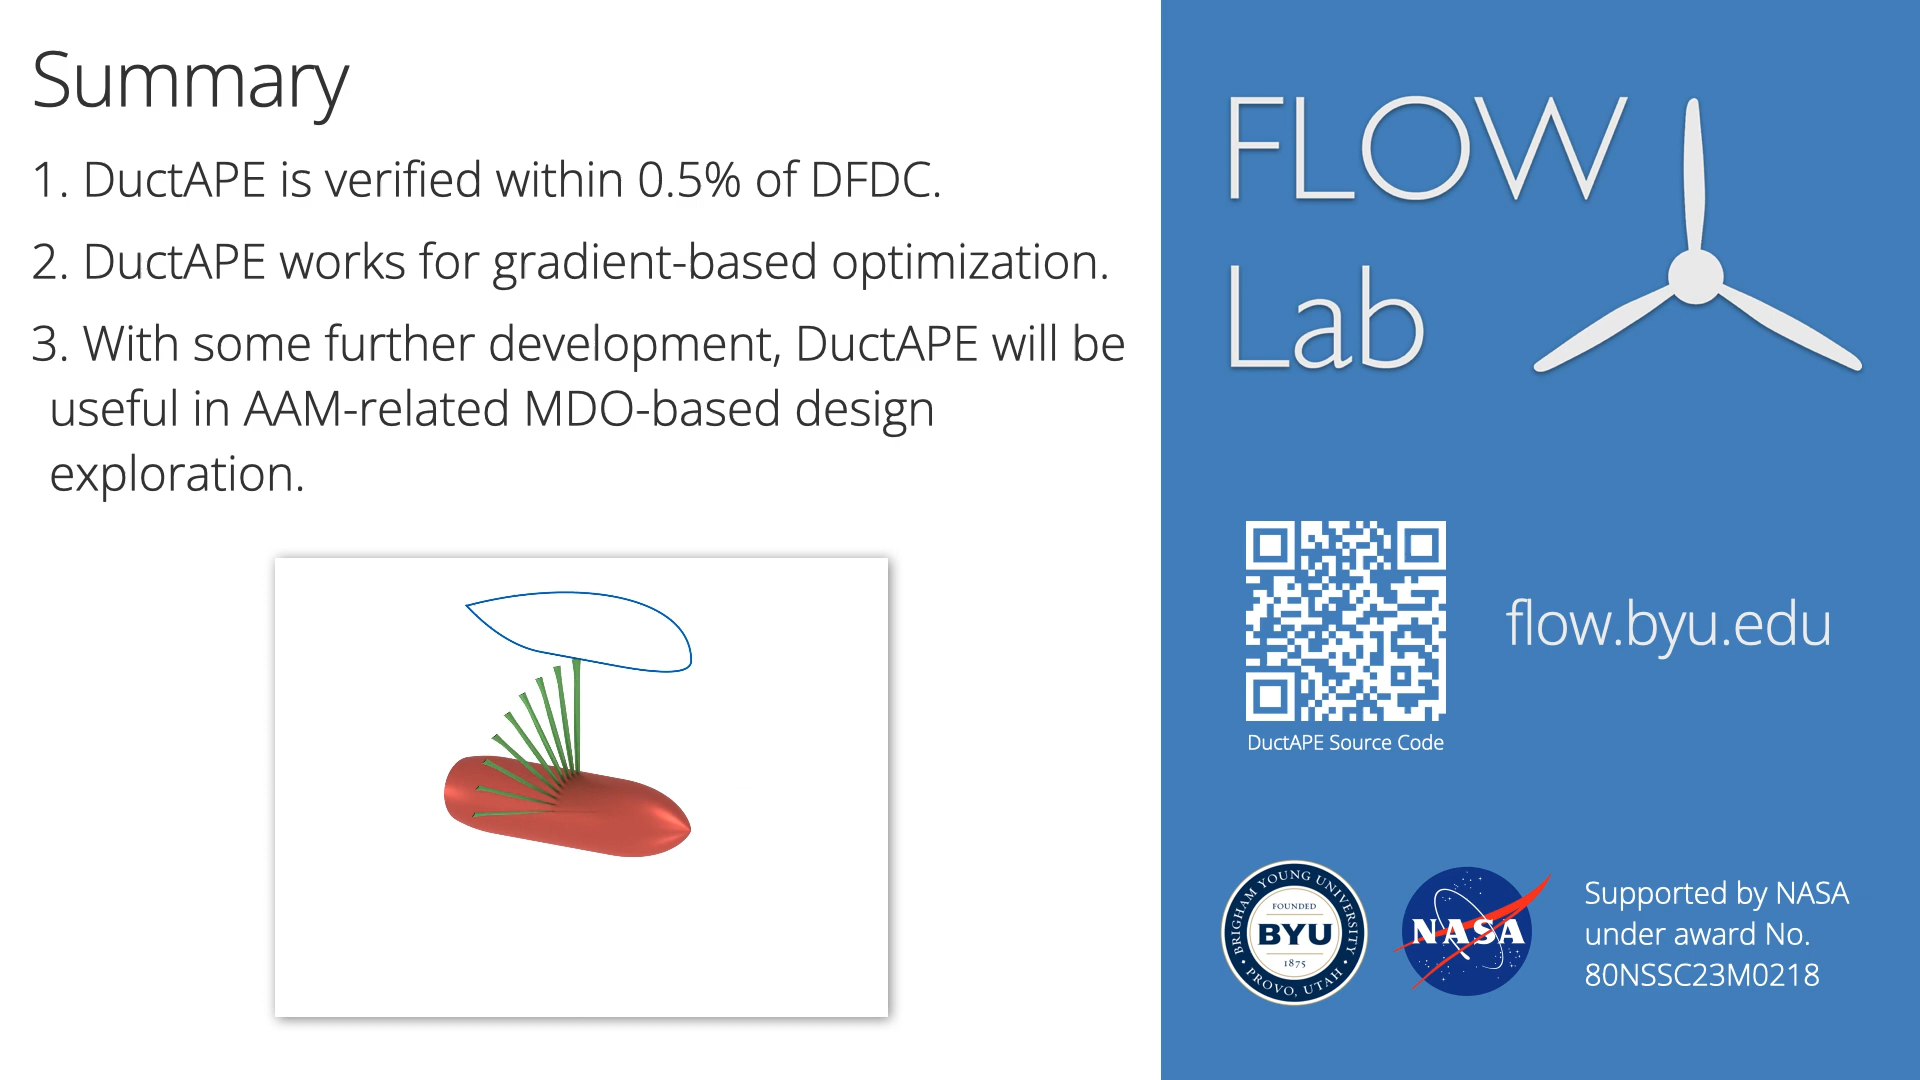 Summary
1. DuctAPE is verified within 0.5% of DFDC.
2. DuctAPE works for gradient-based optimization.
3. With some further development, DuctAPE will be
useful in AAM-related MDO-based design
exploration.
FLOW
Lab
flow.byu.edu
DuctAPE Source Code
BRIGHAM YOUNG UNIVERSITY
FOUNDED
BYU
1875
PROVO, UTAH
NASA
Supported by NASA
under award No.
80NSSC23M0218